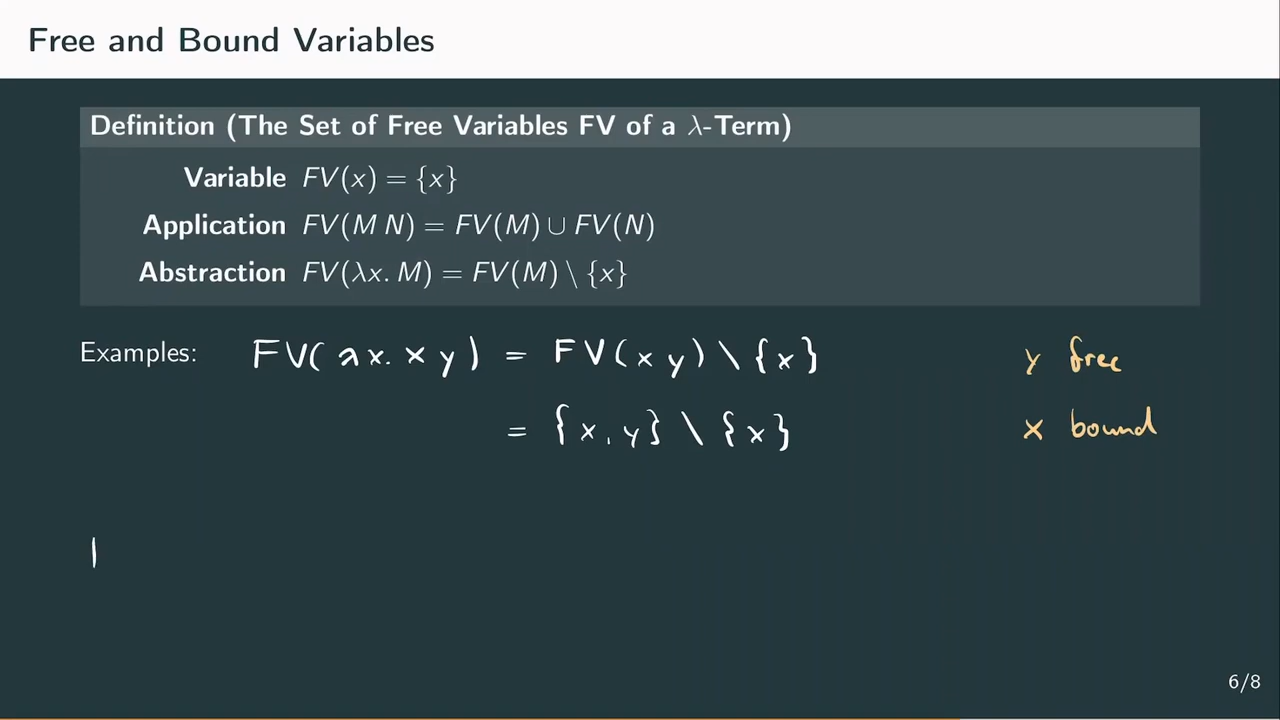 Free and Bound Variables
Definition (The Set of Free Variables FV of a λ-Term)
Variable FV(x) = {x}
Application FV(M N) = FV(M) ∪ FV(N)
Abstraction FV(λx. M) = FV(M) \ {x}
Examples: FV(λx. x y) = FV(x y) \ {x} y free
= {x, y} \ {x} x bound
6/8